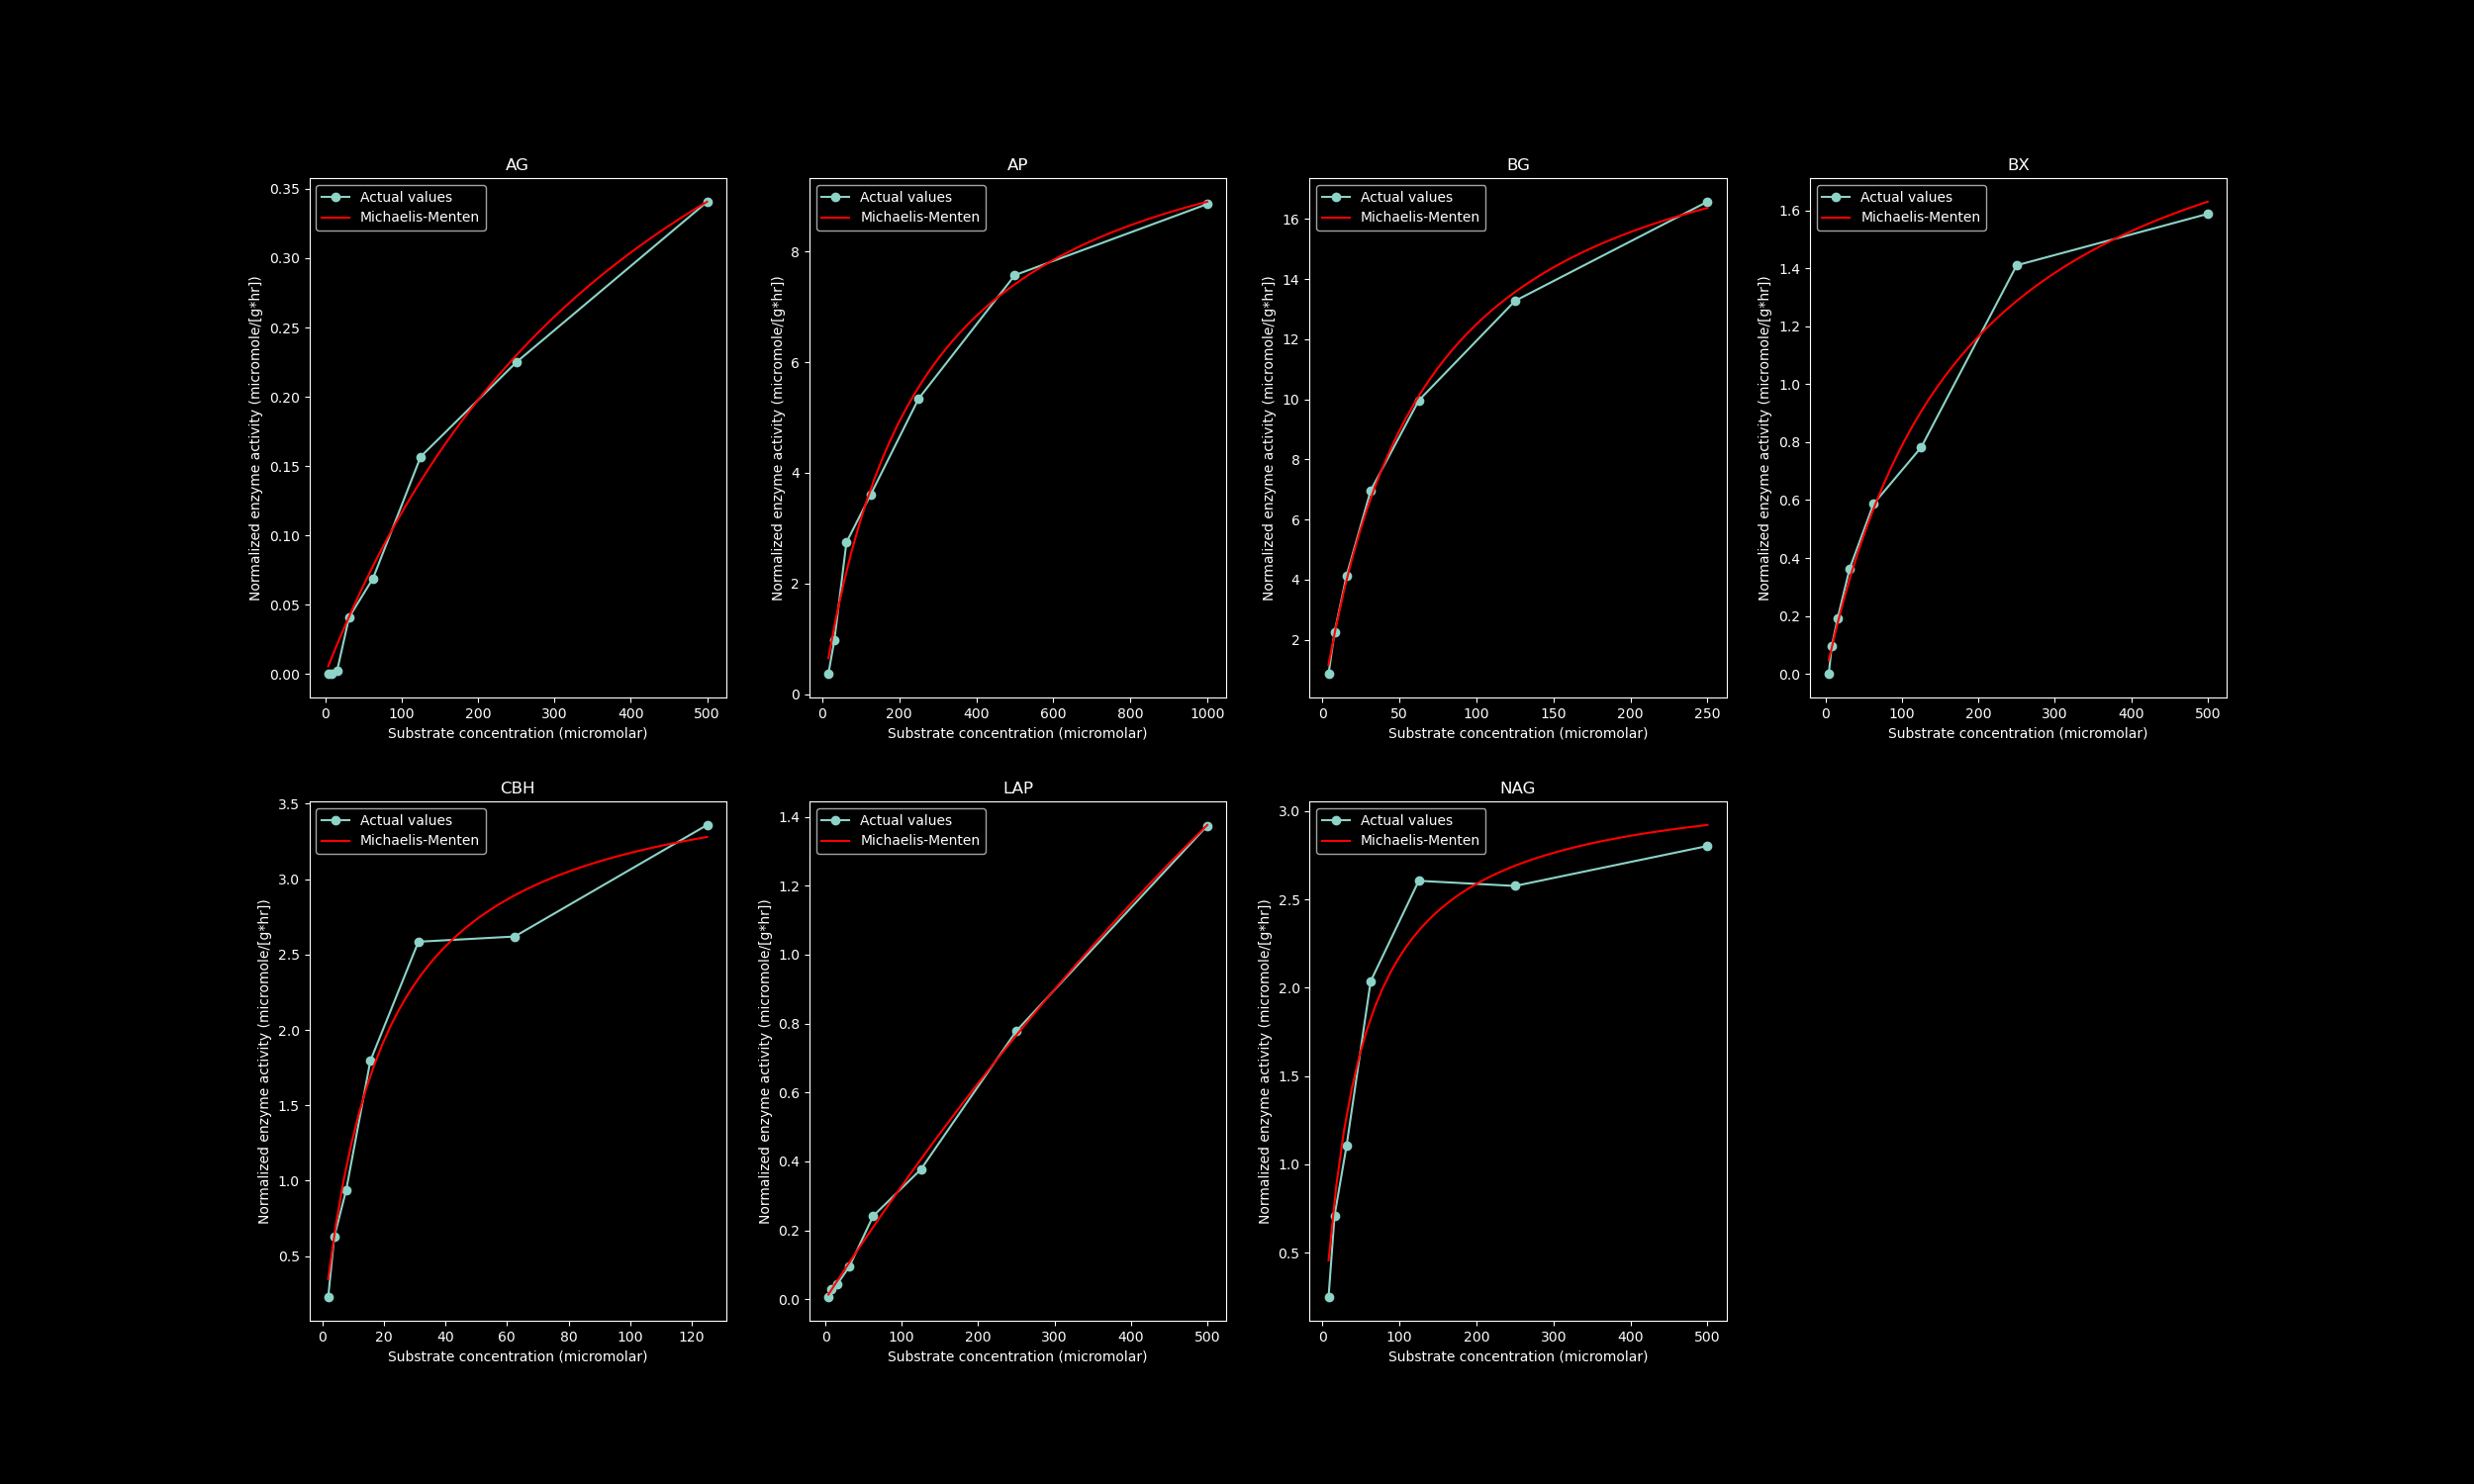 AG
Actual values
Michaelis-Menten
Normalized enzyme activity (micromole/[g*hr])
0.35
0.30
0.25
0.20
0.15
0.10
0.05
0.00
0 100 200 300 400 500
Substrate concentration (micromolar)
AP
Actual values
Michaelis-Menten
Normalized enzyme activity (micromole/[g*hr])
8
6
4
2
0
0 200 400 600 800 1000
Substrate concentration (micromolar)
BG
Actual values
Michaelis-Menten
Normalized enzyme activity (micromole/[g*hr])
16
14
12
10
8
6
4
2
0 50 100 150 200 250
Substrate concentration (micromolar)
BX
Actual values
Michaelis-Menten
Normalized enzyme activity (micromole/[g*hr])
1.6
1.4
1.2
1.0
0.8
0.6
0.4
0.2
0.0
0 100 200 300 400 500
Substrate concentration (micromolar)
CBH
Actual values
Michaelis-Menten
Normalized enzyme activity (micromole/[g*hr])
3.5
3.0
2.5
2.0
1.5
1.0
0.5
0 20 40 60 80 100 120
Substrate concentration (micromolar)
LAP
Actual values
Michaelis-Menten
Normalized enzyme activity (micromole/[g*hr])
1.4
1.2
1.0
0.8
0.6
0.4
0.2
0.0
0 100 200 300 400 500
Substrate concentration (micromolar)
NAG
Actual values
Michaelis-Menten
Normalized enzyme activity (micromole/[g*hr])
3.0
2.5
2.0
1.5
1.0
0.5
0 100 200 300 400 500
Substrate concentration (micromolar)